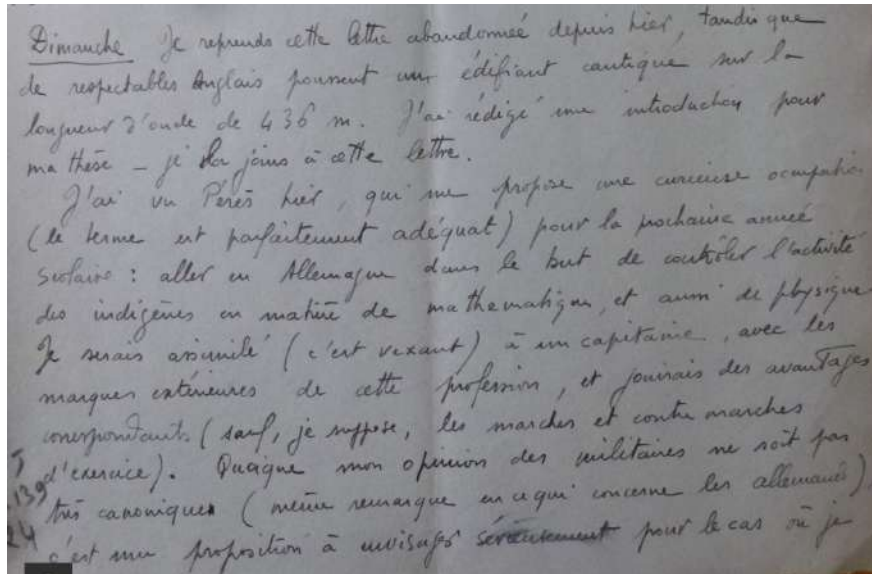 Dimanche Je reprends cette lettre abandonnée depuis hier, tandis que
de respectables Anglais poussent un édifiant cantique sur la
longueur d'onde de 436 m. J'ai rédigé une introduction pour
ma thèse - je la joins à cette lettre.
J'ai vu Pérès hier, qui me propose une curieuse occupation
(le terme est parfaitement adéquat) pour la prochaine année
scolaire : aller en Allemagne dans le but de contrôler l'activité
des indigènes en matière de mathématiques, et aussi de physique.
Je serais assimilé (c'est vexant) à un capitaine, avec les
marques extérieures de cette profession, et jouirais des avantages
correspondants (sauf, je suppose, les marches et contre marches
d'exercice). Quoique mon opinion des militaires ne soit pas
très canonique (même remarque en ce qui concerne les allemands),
c'est une proposition à envisager sérieusement pour le cas où je
139
24